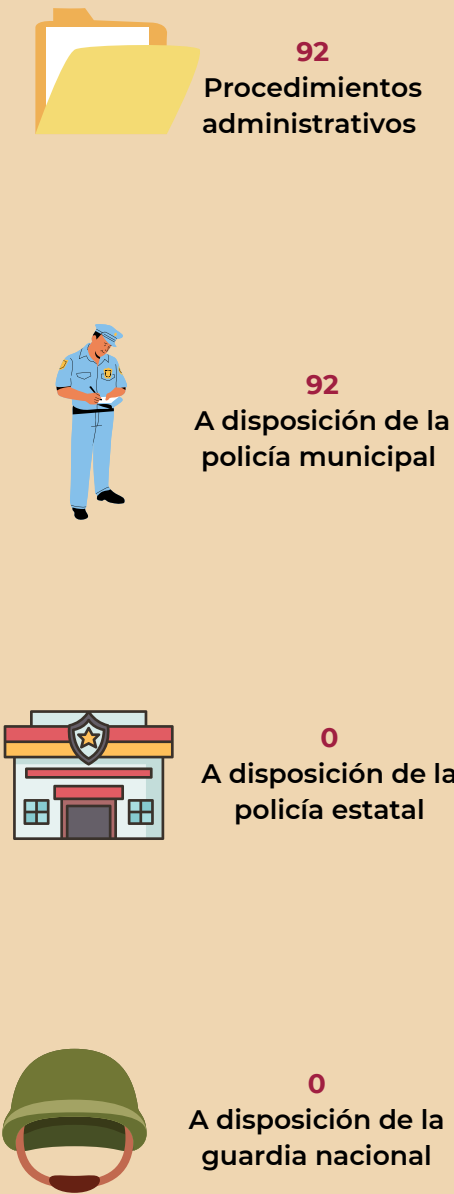 92
Procedimientos
administrativos
92
A disposición de la
policía municipal
0
A disposición de la
policía estatal
0
A disposición de la
guardia nacional